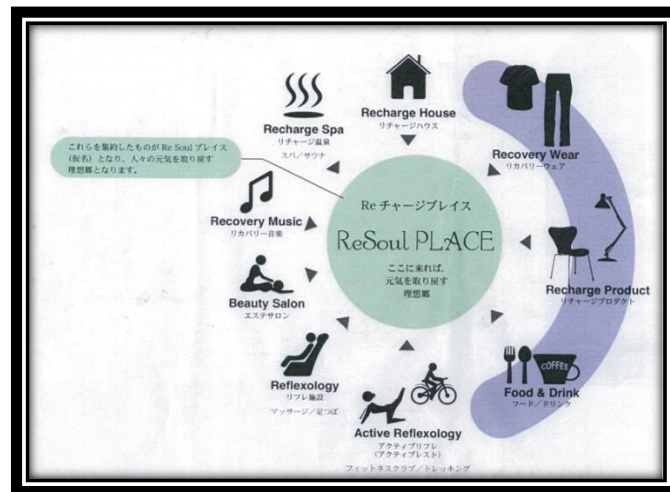 Recharge House
リチャージハウス
Recharge Spa
リチャージ温泉
スパ／サウナ
Recovery Wear
リカバリーウェア
これらを集約したものが Re Soul プレイス
（仮名）となり、人々の元気を取り戻す
理想郷となります。
Re チャージプレイス
ReSoul PLACE
ここに来れば、
元気を取り戻す
理想郷
Recovery Music
リカバリー音楽
Recharge Product
リチャージプロダクト
Beauty Salon
エステサロン
COFFEE
Food & Drink
フード／ドリンク
Reflexology
リフレ施設
マッサージ／足つぼ
Active Reflexology
アクティブリフレ
（アクティブレスト）
フィットネスクラブ／トレッキング